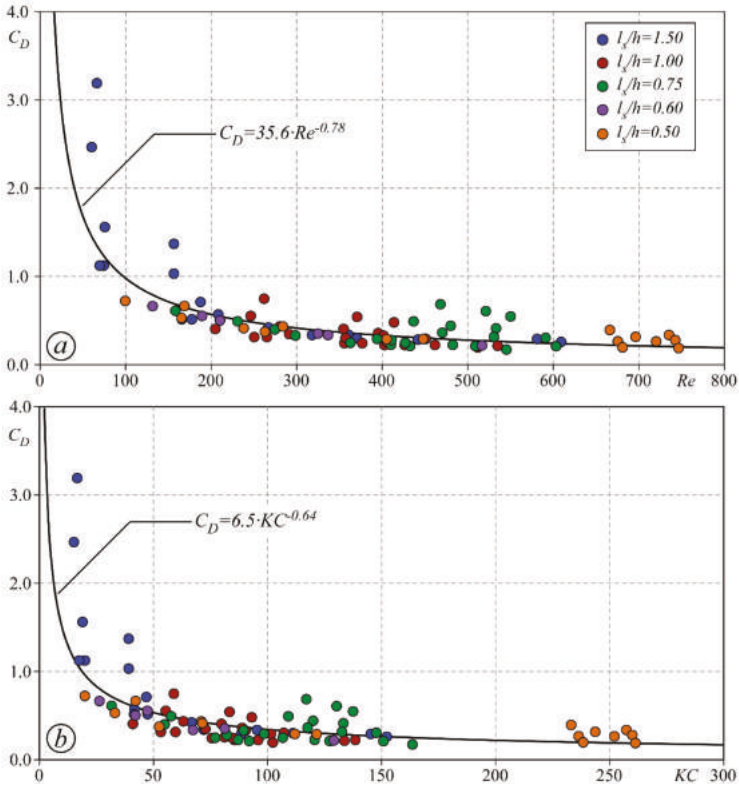 4.0
C_D
3.0
2.0
1.0
0.0
l_s/h=1.50
l_s/h=1.00
l_s/h=0.75
l_s/h=0.60
l_s/h=0.50
C_D=35.6·Re^-0.78
a
0 100 200 300 400 500 600 700 Re 800
4.0
C_D
3.0
2.0
1.0
0.0
C_D=6.5·KC^-0.64
b
0 50 100 150 200 250 KC 300